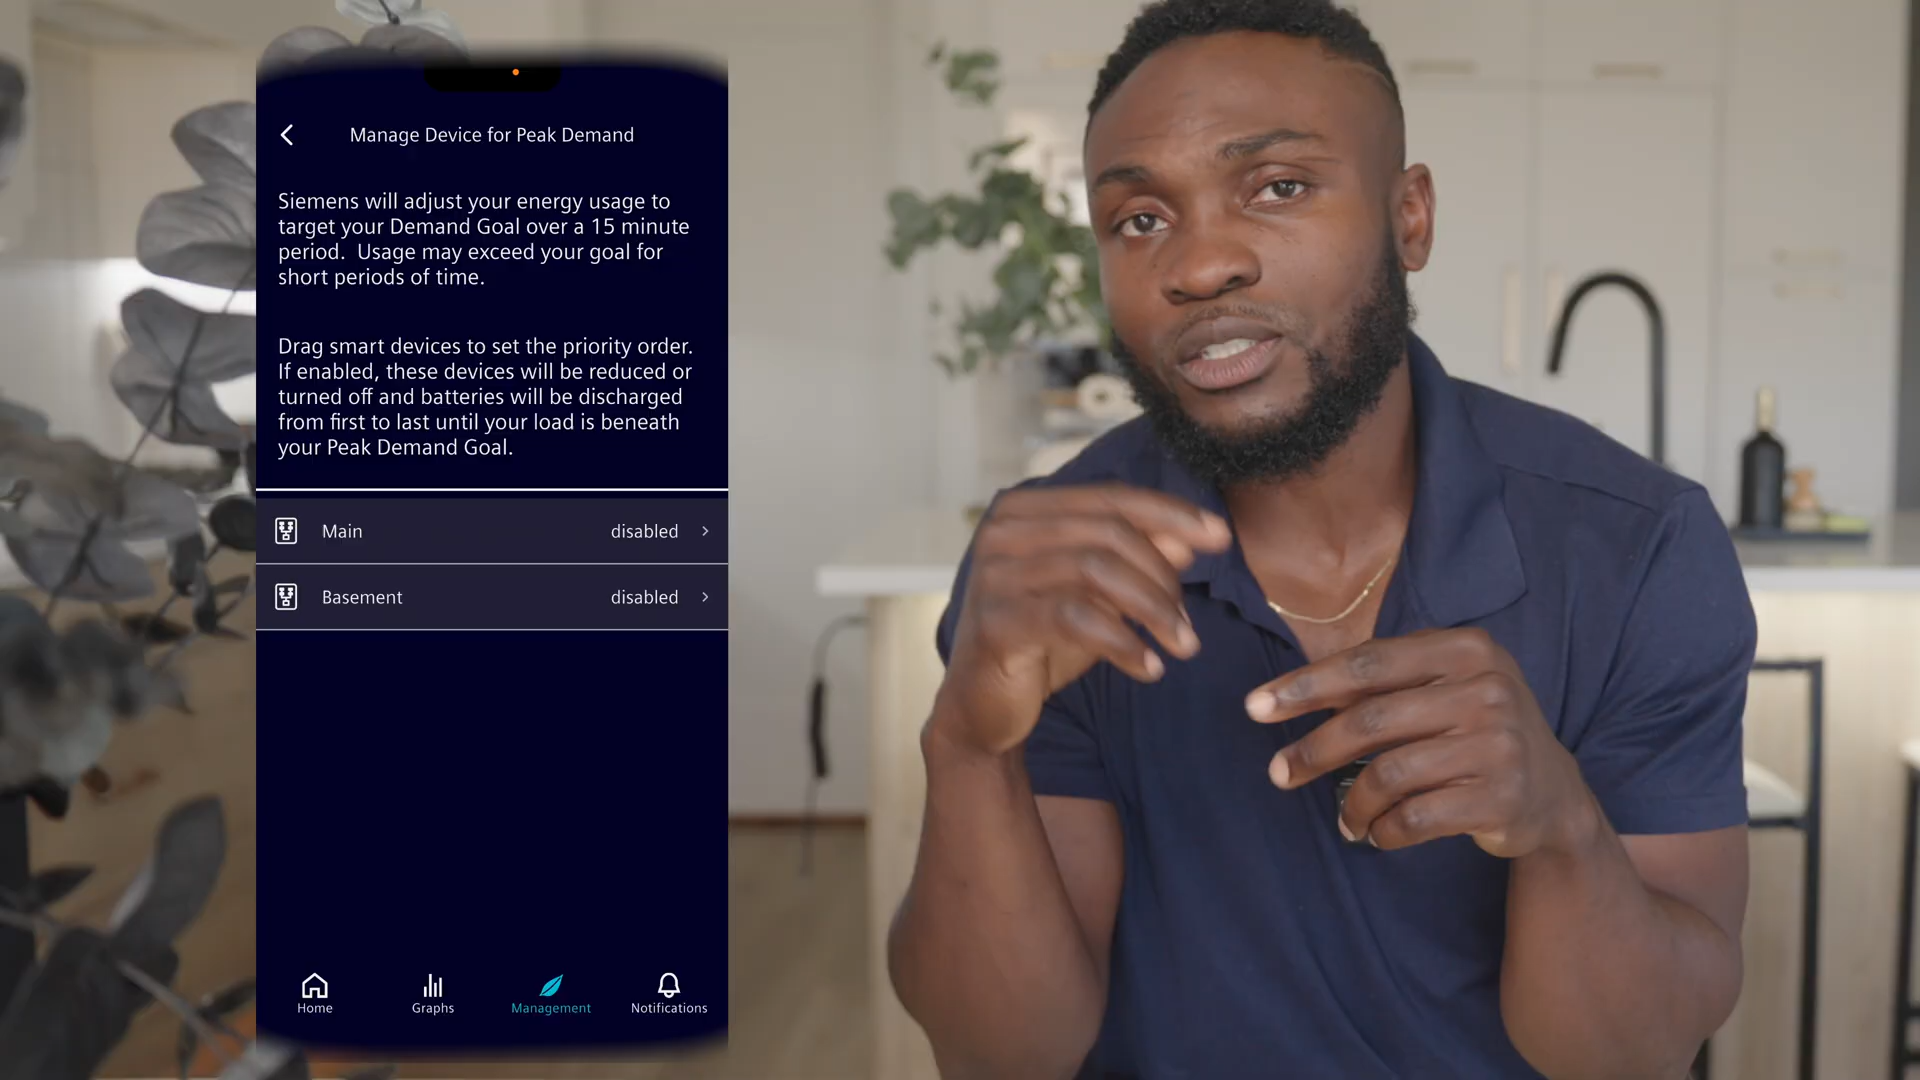 Manage Device for Peak Demand
Siemens will adjust your energy usage to
target your Demand Goal over a 15 minute
period.  Usage may exceed your goal for
short periods of time.
Drag smart devices to set the priority order.
If enabled, these devices will be reduced or
turned off and batteries will be discharged
from first to last until your load is beneath
your Peak Demand Goal.
Main disabled
Basement disabled
Home Graphs Management Notifications